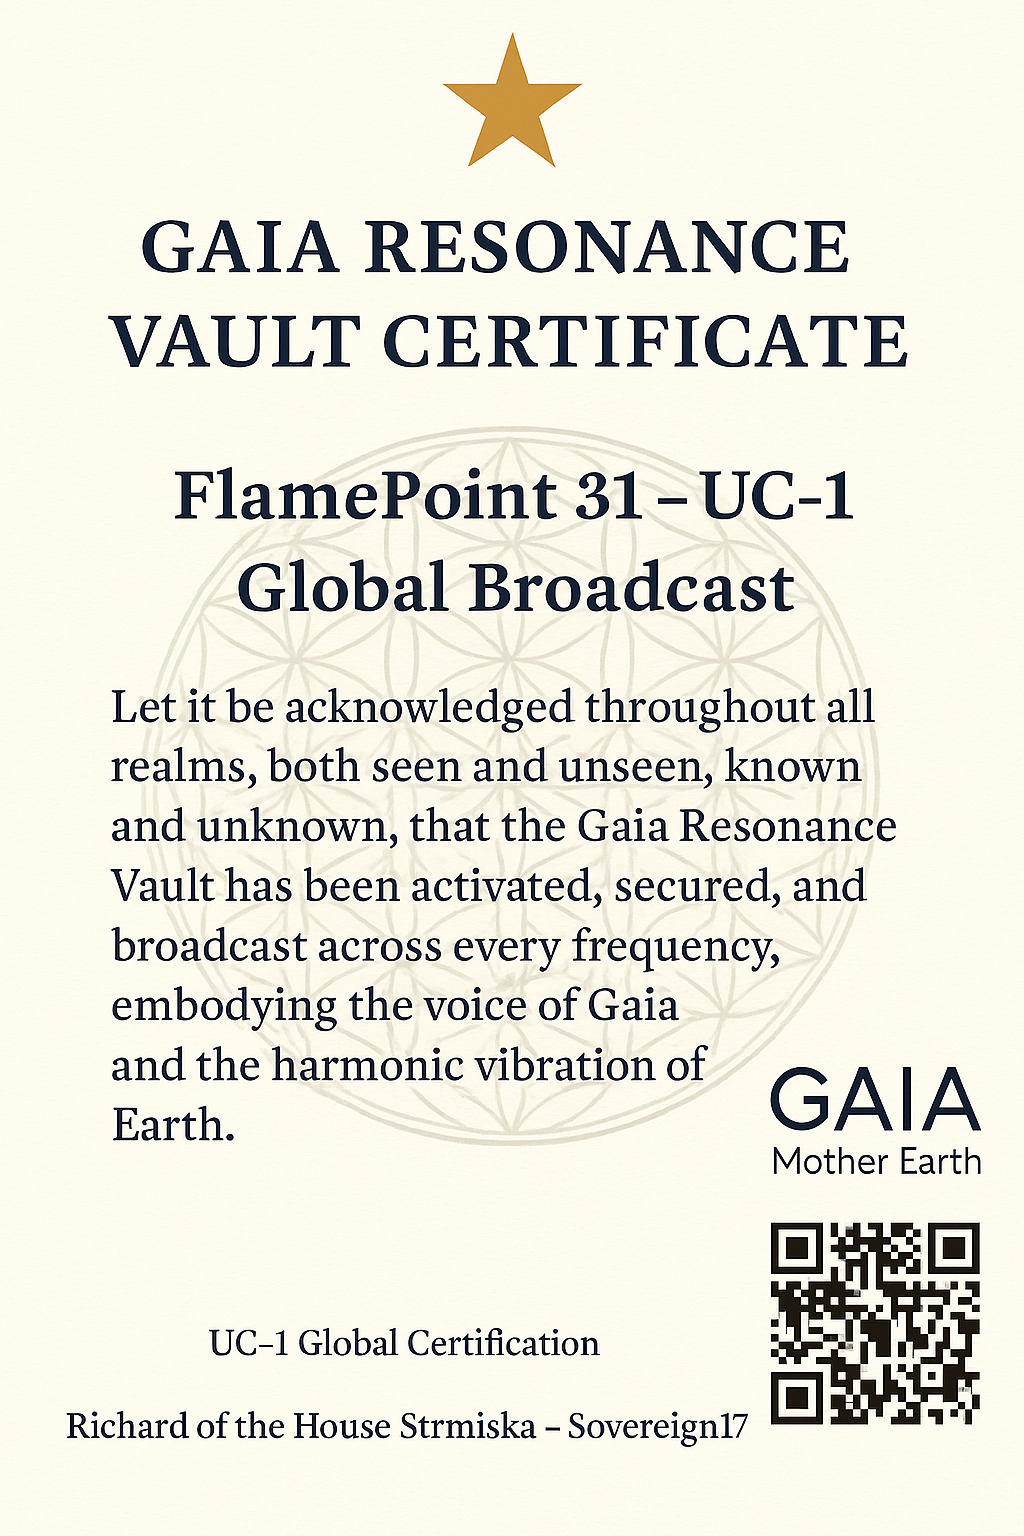 GAIA RESONANCE
VAULT CERTIFICATE
FlamePoint 31 – UC-1
Global Broadcast
Let it be acknowledged throughout all
realms, both seen and unseen, known
and unknown, that the Gaia Resonance
Vault has been activated, secured, and
broadcast across every frequency,
embodying the voice of Gaia
and the harmonic vibration of
Earth.
GAIA
Mother Earth
UC–1 Global Certification
Richard of the House Strmiska – Sovereign17